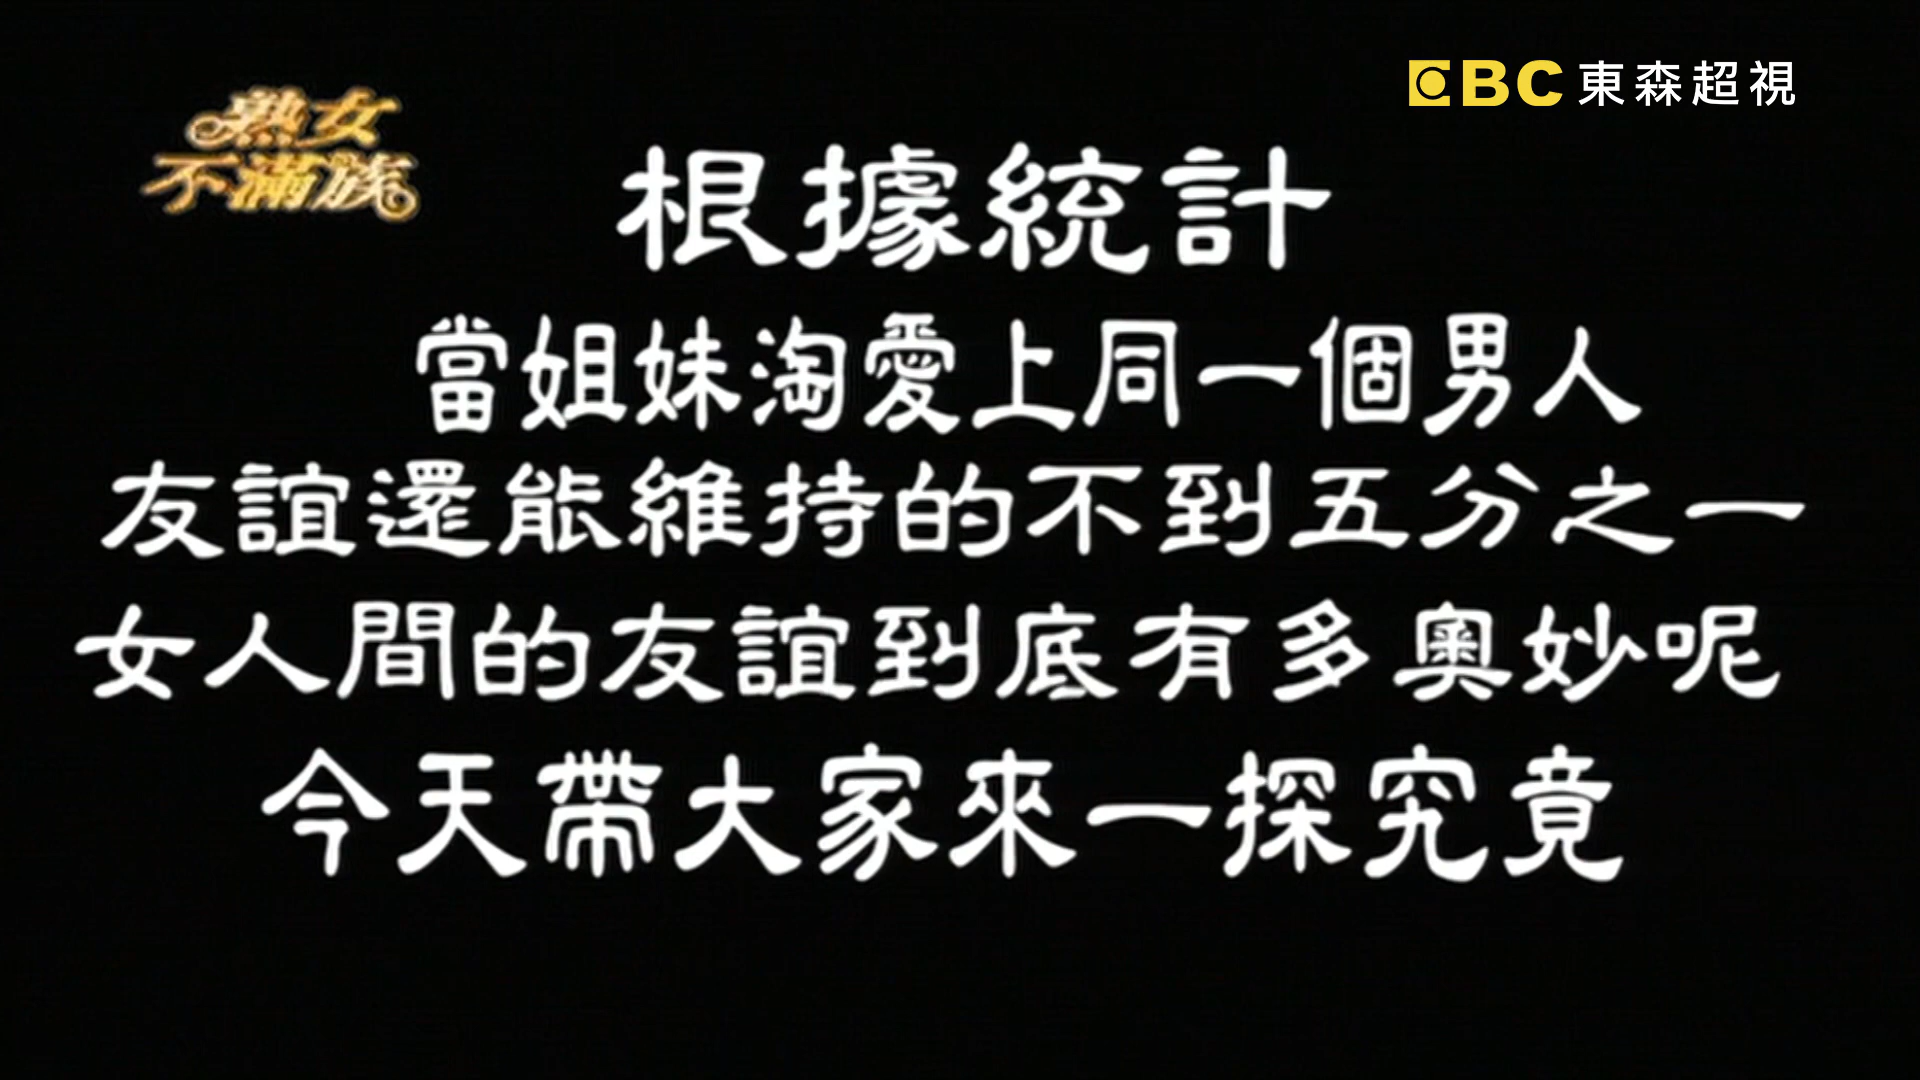 EBC 東森超視
熟女
不滿族
根據統計
當姐妹淘愛上同一個男人
友誼還能維持的不到五分之一
女人間的友誼到底有多奧妙呢
今天帶大家來一探究竟